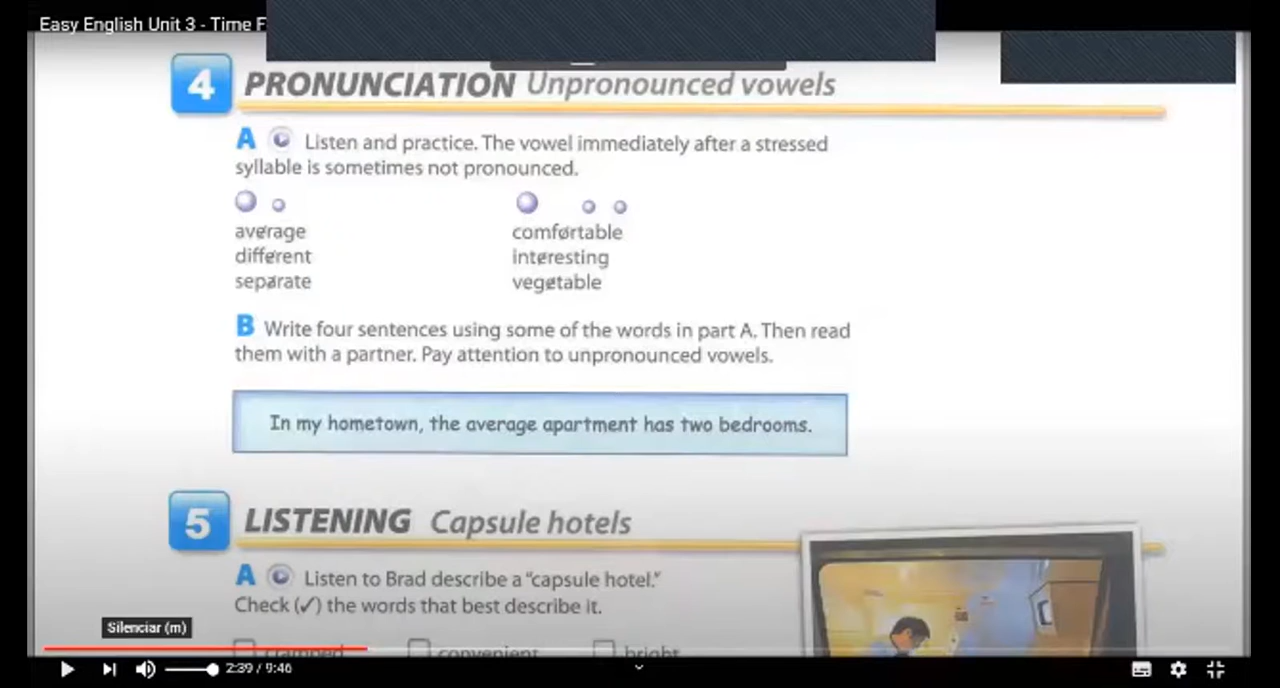 Easy English Unit 3 - Time F
4 PRONUNCIATION Unpronounced vowels
A Listen and practice. The vowel immediately after a stressed
syllable is sometimes not pronounced.
average comfortable
different interesting
separate vegetable
B Write four sentences using some of the words in part A. Then read
them with a partner. Pay attention to unpronounced vowels.
In my hometown, the average apartment has two bedrooms.
5 LISTENING Capsule hotels
A Listen to Brad describe a "capsule hotel."
Check (✓) the words that best describe it.
Silenciar (m)
cramped convenient bright
2:39 / 9:46